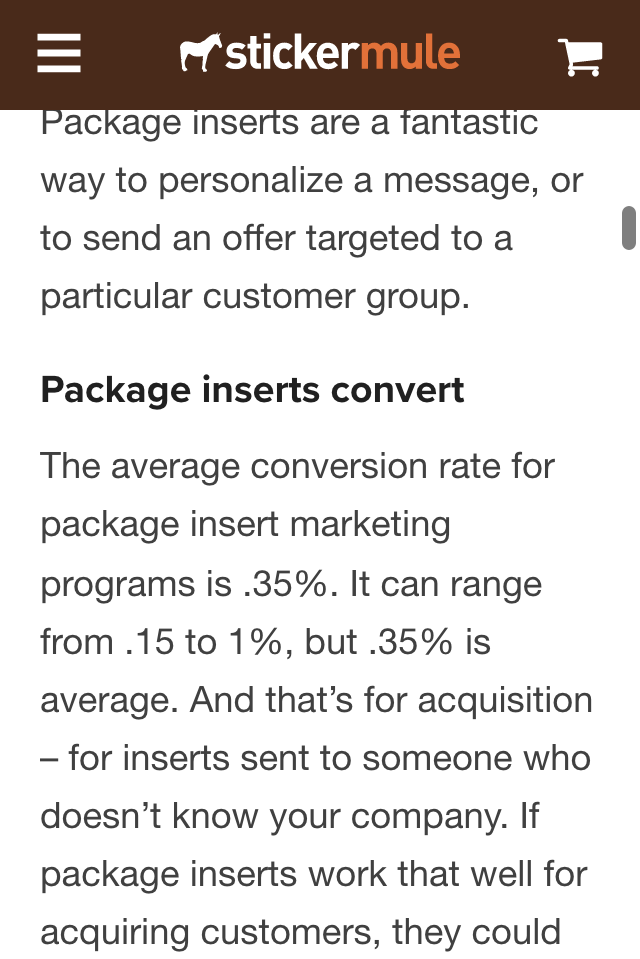 stickermule
Package inserts are a fantastic
way to personalize a message, or
to send an offer targeted to a
particular customer group.
Package inserts convert
The average conversion rate for
package insert marketing
programs is .35%. It can range
from .15 to 1%, but .35% is
average. And that’s for acquisition
– for inserts sent to someone who
doesn’t know your company. If
package inserts work that well for
acquiring customers, they could